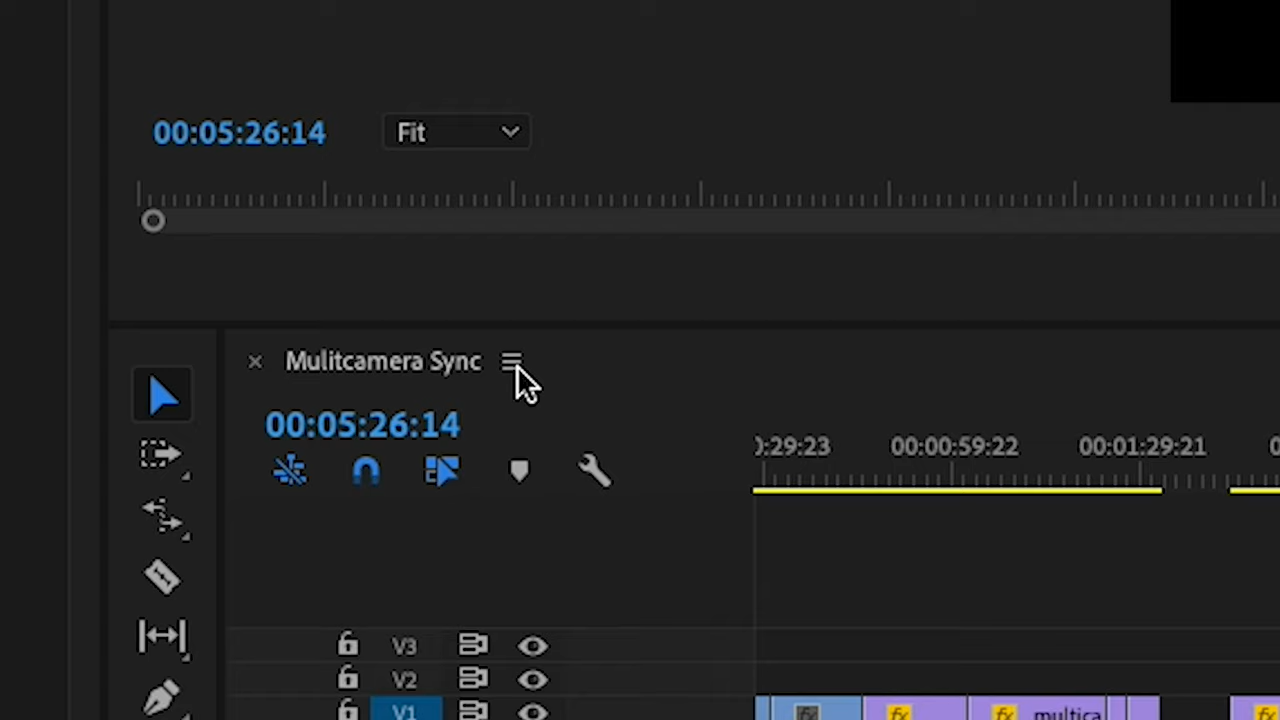 00:05:26:14 Fit
Mulitcamera Sync
00:05:26:14
):29:23 00:00:59:22 00:01:29:21
V3
V2
V1
fx fx fx multica fx